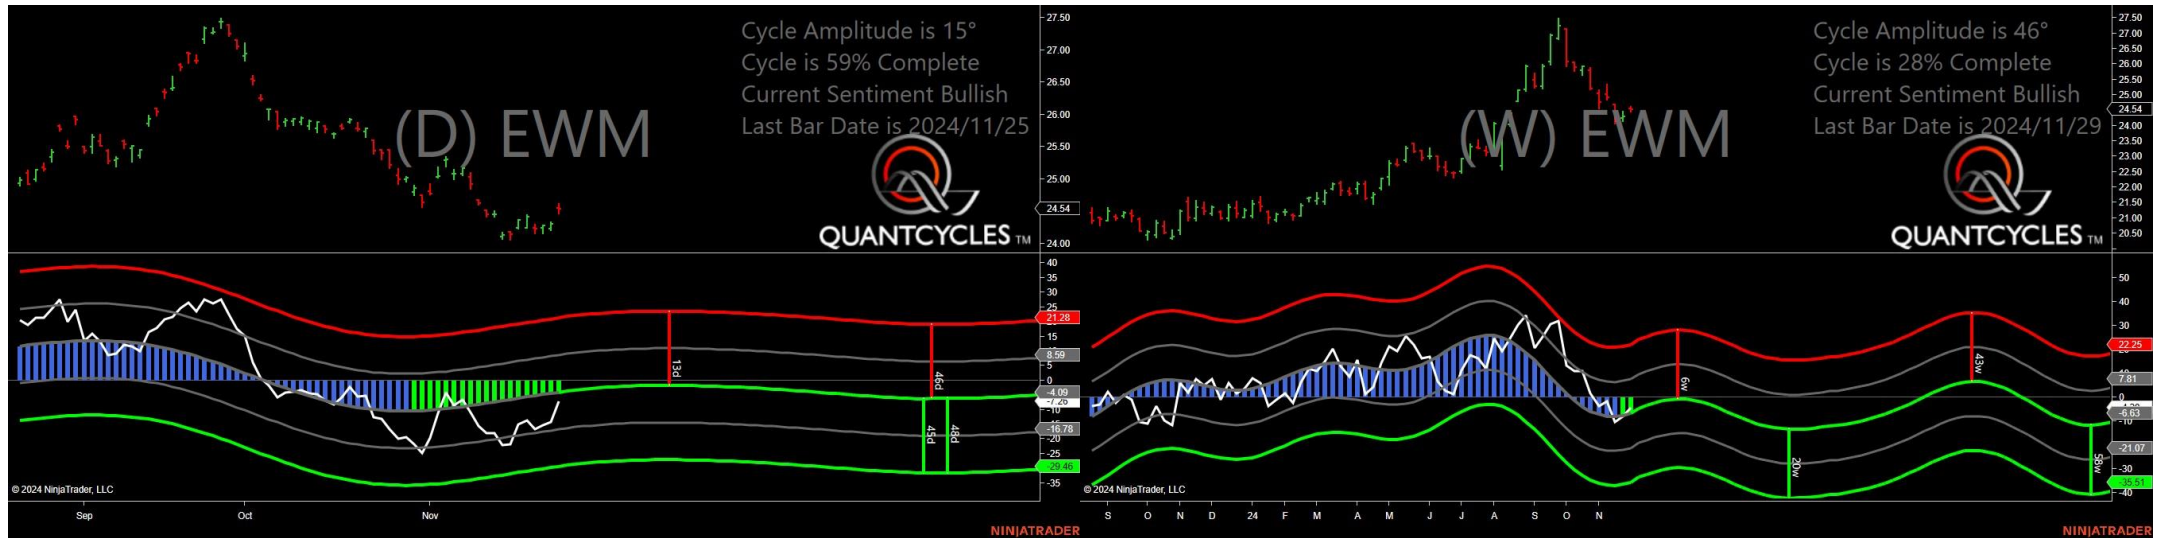 Cycle Amplitude is 15°
Cycle is 59% Complete
Current Sentiment Bullish
Last Bar Date is 2024/11/25
(D) EWM
QUANTCYCLES TM
27.50
27.00
26.50
26.00
25.50
25.00
24.54
24.00
40
35
30
25
21.28
15
8.59
5
0
-4.09
-7.26
-10
-16.78
-20
-25
-29.46
-35
13d
46d
45d
48d
© 2024 NinjaTrader, LLC
Sep Oct Nov
NINJATRADER
Cycle Amplitude is 46°
Cycle is 28% Complete
Current Sentiment Bullish
Last Bar Date is 2024/11/29
(W) EWM
QUANTCYCLES TM
27.50
27.00
26.50
26.00
25.50
25.00
24.54
24.00
23.50
23.00
22.50
22.00
21.50
21.00
20.50
50
40
30
22.25
7.81
0
-6.63
-10
-21.07
-30
-35.51
-40
6w
43w
20w
58w
© 2024 NinjaTrader, LLC
S O N D 24 F M A M J J A S O N
NINJATRADER